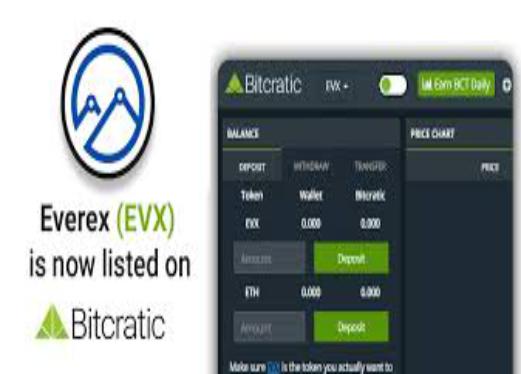 Everex (EVX)
is now listed on
Bitcratic
Bitcratic EVX Earn BCT Daily
BALANCE PRICE CHART
DEPOSIT WITHDRAW TRANSFER PRICE
Token Wallet Bitcratic
EVX 0.000 0.000
Amount Deposit
ETH 0.000 0.000
Amount Deposit
Make sure EVX is the token you actually want to